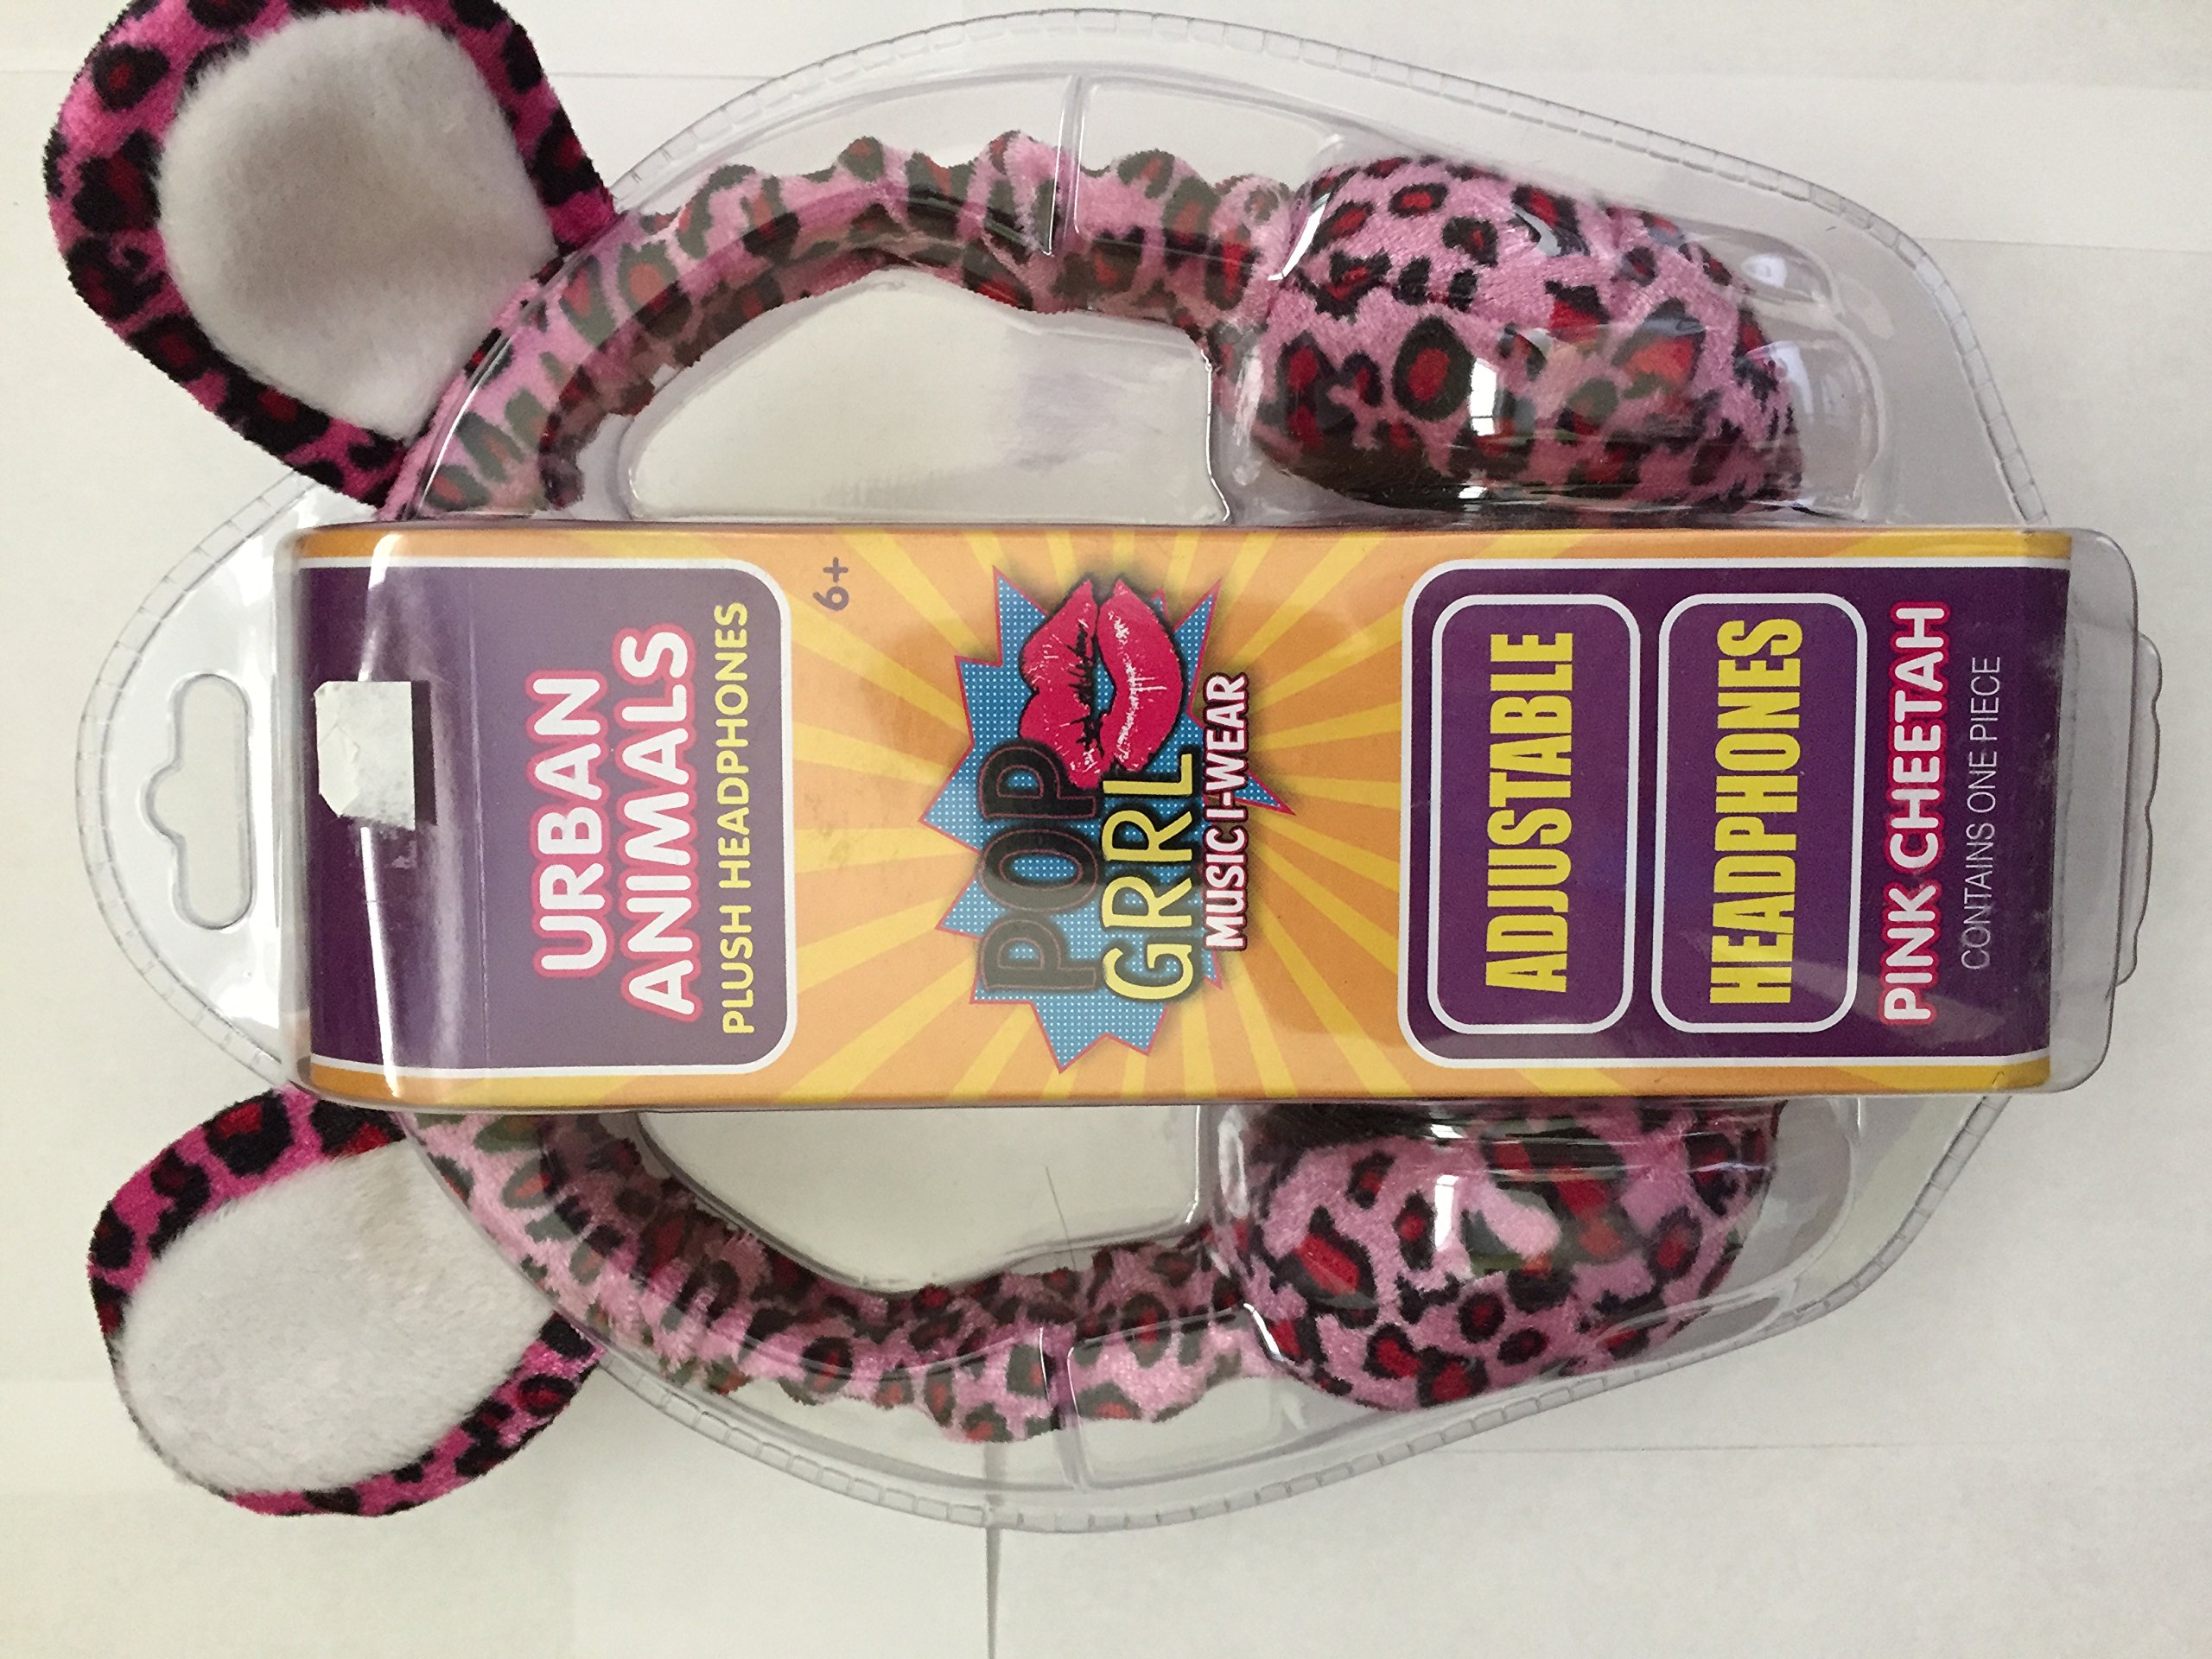 URBAN
ANIMALS
PLUSH HEADPHONES
6+
POP
GRRL
MUSIC I-WEAR
ADJUSTABLE
HEADPHONES
PINK CHEETAH
CONTAINS ONE PIECE